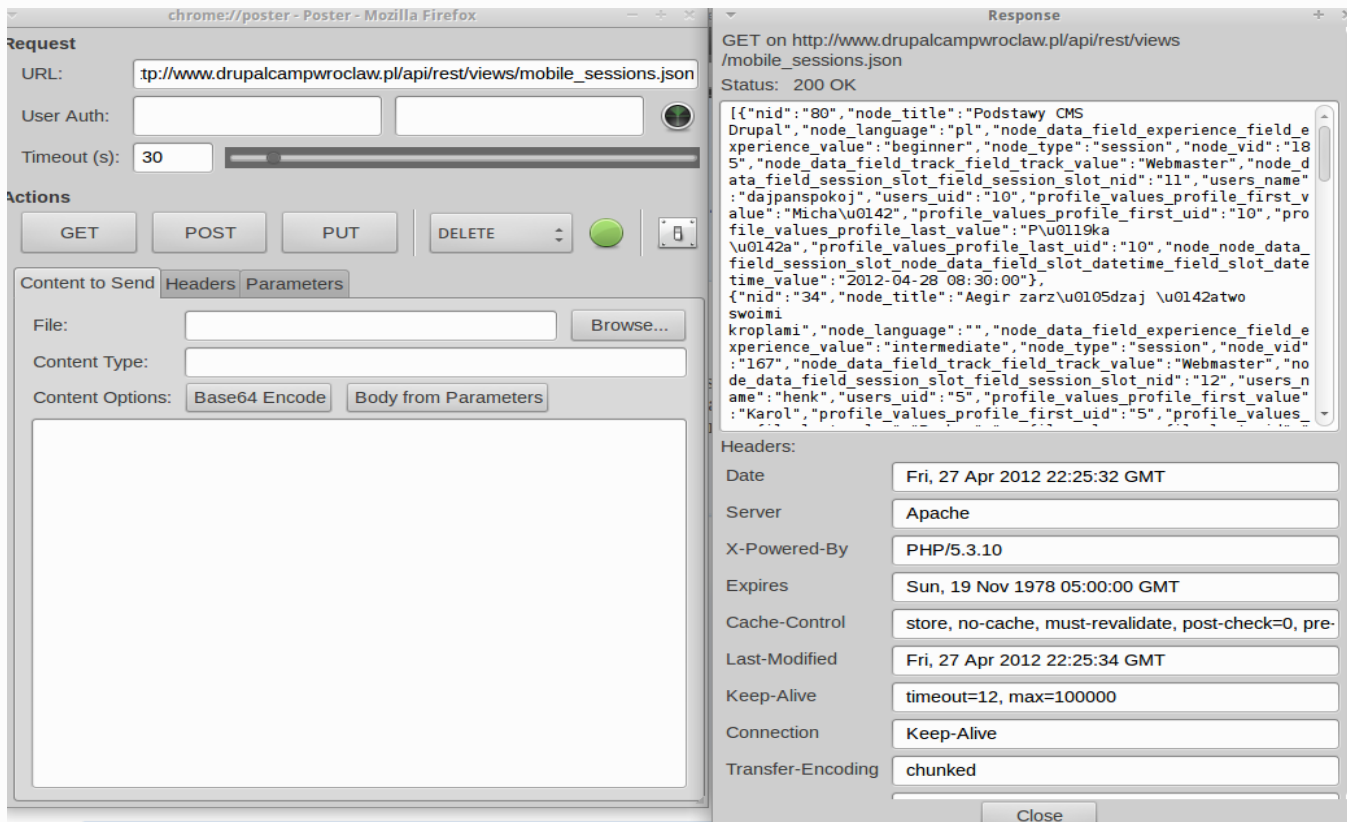 chrome://poster - Poster - Mozilla Firefox
Request
URL:
:tp://www.drupalcampwroclaw.pl/api/rest/views/mobile_sessions.json
User Auth:
Timeout (s):
30
Actions
GET
POST
PUT
DELETE
Content to Send
Headers
Parameters
File:
Browse...
Content Type:
Content Options:
Base64 Encode
Body from Parameters
Response
GET on http://www.drupalcampwroclaw.pl/api/rest/views
/mobile_sessions.json
Status: 200 OK
[{"nid":"80","node_title":"Podstawy CMS
Drupal","node_language":"pl","node_data_field_experience_field_e
xperience_value":"beginner","node_type":"session","node_vid":"18
5","node_data_field_track_field_track_value":"Webmaster","node_d
ata_field_session_slot_field_session_slot_nid":"11","users_name"
:"dajpanspokoj","users_uid":"10","profile_values_profile_first_v
alue":"Micha\u0142","profile_values_profile_first_uid":"10","pro
file_values_profile_last_value":"P\u0119ka
\u0142a","profile_values_profile_last_uid":"10","node_node_data_
field_session_slot_node_data_field_slot_datetime_field_slot_date
time_value":"2012-04-28 08:30:00"},
{"nid":"34","node_title":"Aegir zarz\u0105dzaj \u0142atwo
swoimi
kroplami","node_language":"","node_data_field_experience_field_e
xperience_value":"intermediate","node_type":"session","node_vid"
:"167","node_data_field_track_field_track_value":"Webmaster","no
de_data_field_session_slot_field_session_slot_nid":"12","users_n
ame":"henk","users_uid":"5","profile_values_profile_first_value"
:"Karol","profile_values_profile_first_uid":"5","profile_values_
Headers:
Date
Fri, 27 Apr 2012 22:25:32 GMT
Server
Apache
X-Powered-By
PHP/5.3.10
Expires
Sun, 19 Nov 1978 05:00:00 GMT
Cache-Control
store, no-cache, must-revalidate, post-check=0, pre-
Last-Modified
Fri, 27 Apr 2012 22:25:34 GMT
Keep-Alive
timeout=12, max=100000
Connection
Keep-Alive
Transfer-Encoding
chunked
Close